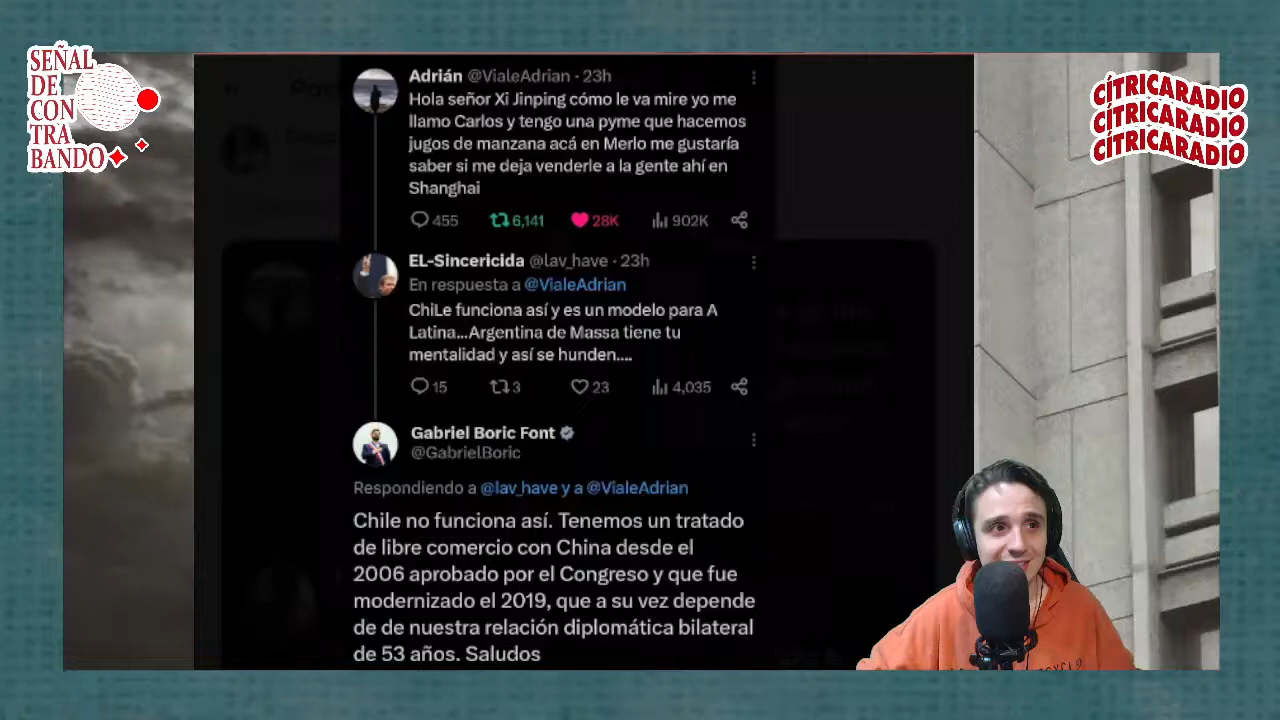 SEÑAL
DE
CON
TRA
BANDO
CÍTRICARADIO
CÍTRICARADIO
CÍTRICARADIO
Adrián @VialeAdrian · 23h
Hola señor Xi Jinping cómo le va mire yo me
llamo Carlos y tengo una pyme que hacemos
jugos de manzana acá en Merlo me gustaría
saber si me deja venderle a la gente ahí en
Shanghai
455 6,141 28K 902K
EL-Sincericida @lav_have · 23h
En respuesta a @VialeAdrian
ChiLe funciona así y es un modelo para A
Latina...Argentina de Massa tiene tu
mentalidad y así se hunden....
15 3 23 4,035
Gabriel Boric Font
@GabrielBoric
Respondiendo a @lav_have y a @VialeAdrian
Chile no funciona así. Tenemos un tratado
de libre comercio con China desde el
2006 aprobado por el Congreso y que fue
modernizado el 2019, que a su vez depende
de de nuestra relación diplomática bilateral
de 53 años. Saludos